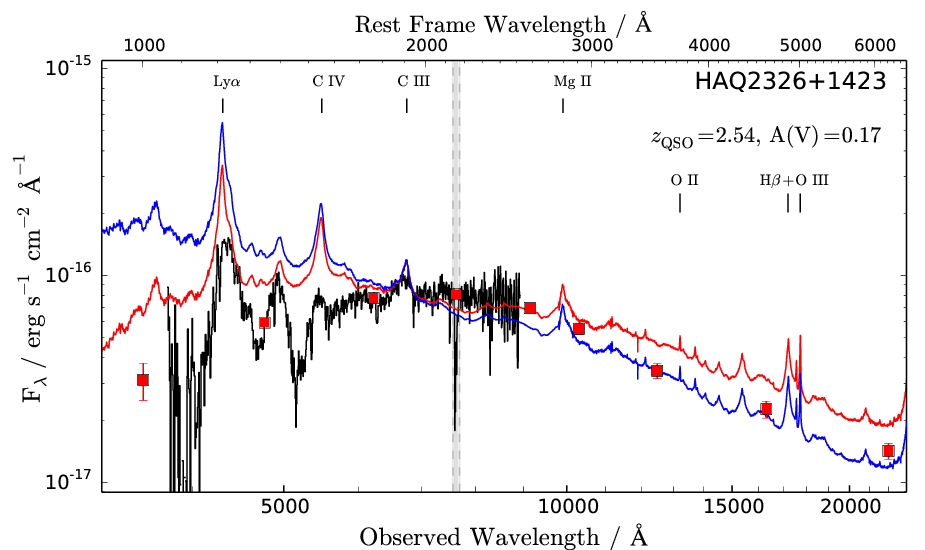 Rest Frame Wavelength / Å
1000 2000 3000 4000 5000 6000
10⁻¹⁵
Lyα C IV C III Mg II
HAQ2326+1423
z_QSO=2.54, A(V)=0.17
O II Hβ+O III
F_λ / erg s⁻¹ cm⁻² Å⁻¹
10⁻¹⁶
10⁻¹⁷
5000 10000 15000 20000
Observed Wavelength / Å